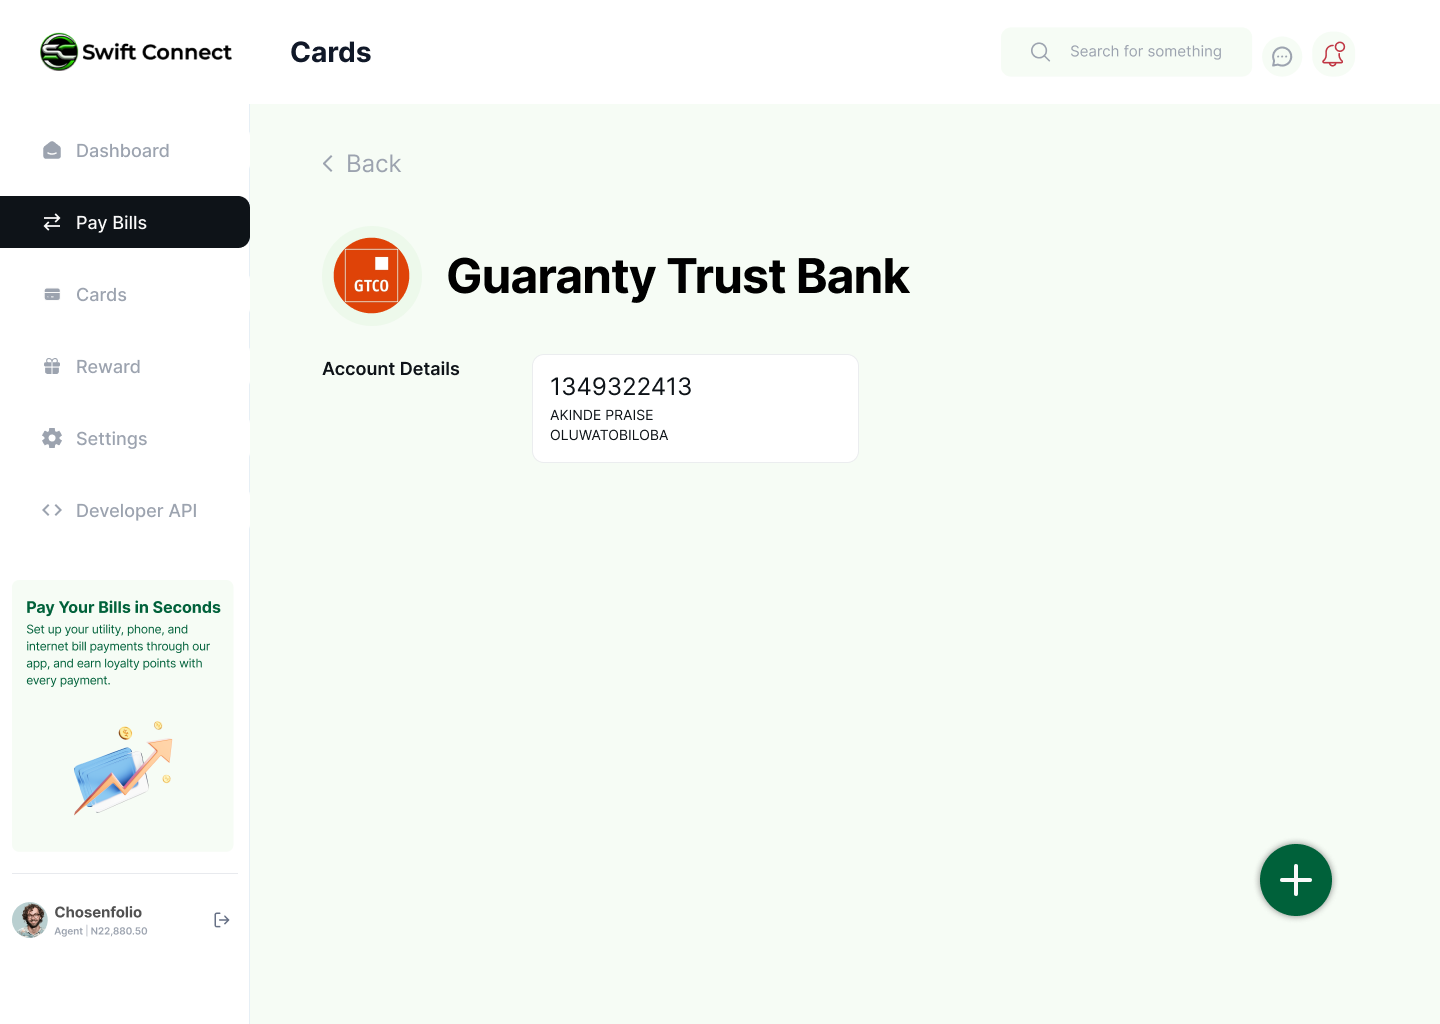 Swift Connect
Cards
Search for something
Dashboard
Pay Bills
Cards
Reward
Settings
Developer API
Pay Your Bills in Seconds
Set up your utility, phone, and
internet bill payments through our
app, and earn loyalty points with
every payment.
Chosenfolio
Agent | N22,880.50
Back
GTCO
Guaranty Trust Bank
Account Details
1349322413
AKINDE PRAISE
OLUWATOBILOBA